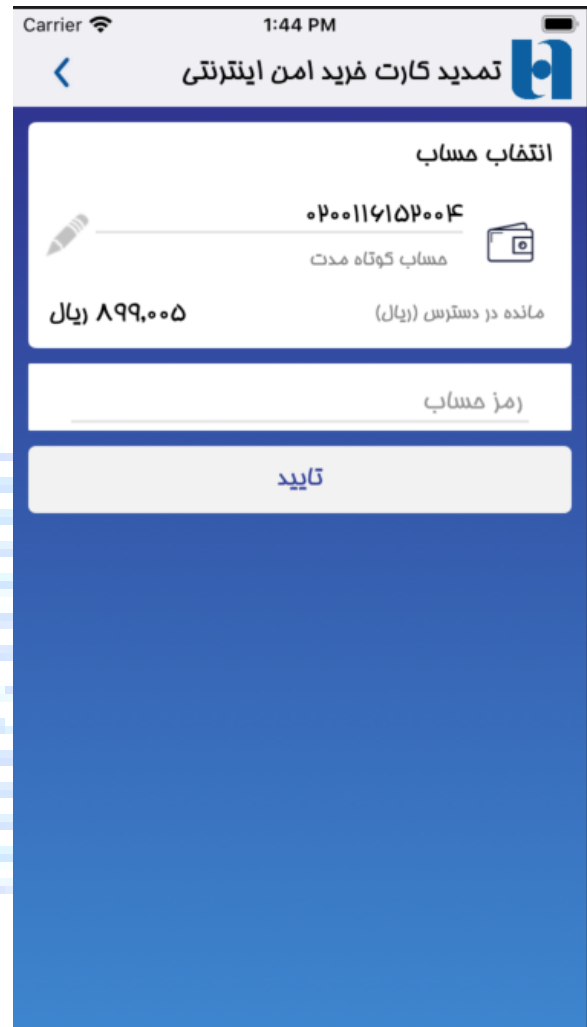 Carrier 1:44 PM
تمدید کارت خرید امن اینترنتی
انتخاب حساب
۰۲۰۰۱۱۶۱۵۲۰۰۴
حساب کوتاه مدت
مانده در دسترس (ریال) ۸۹۹,۰۰۵ ریال
رمز حساب
تایید